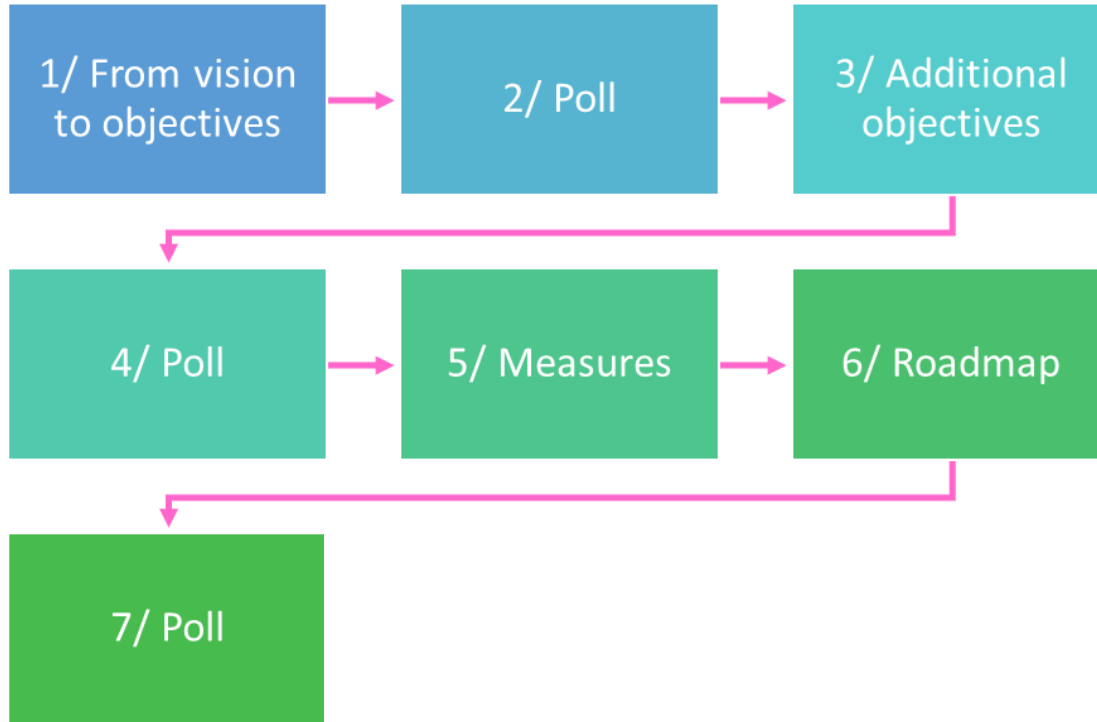 1/ From vision
to objectives
2/ Poll
3/ Additional
objectives
4/ Poll
5/ Measures
6/ Roadmap
7/ Poll